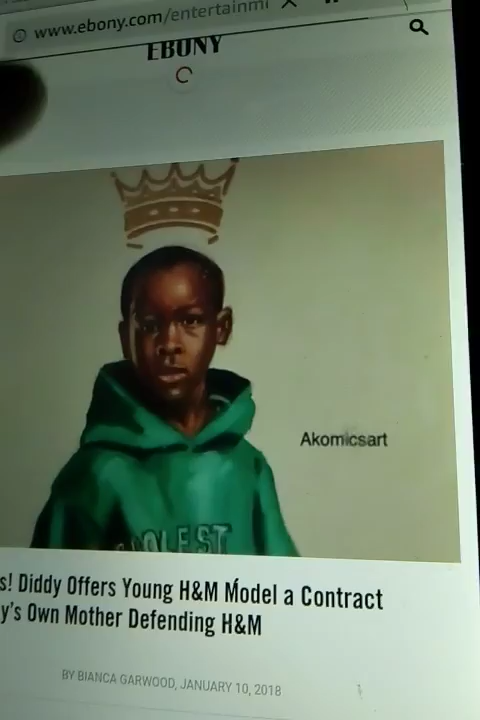 www.ebony.com/entertainm
EBONY
Akomicsart
OLEST
s! Diddy Offers Young H&M Model a Contract
y's Own Mother Defending H&M
BY BIANCA GARWOOD, JANUARY 10, 2018